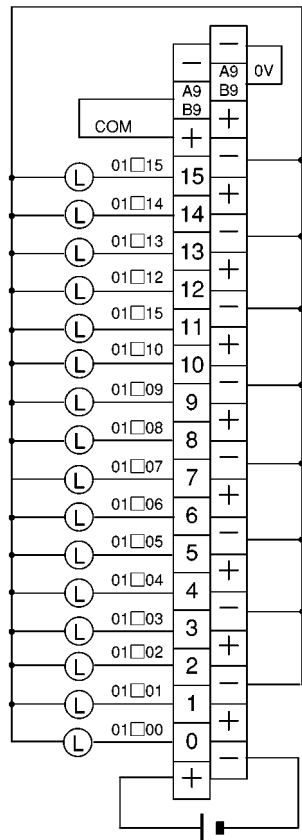 −
− A9 0V
A9 B9
B9 +
COM
+ −
01□15
L 15 +
01□14
L 14 −
01□13
L 13 +
01□12
L 12 −
01□15
L 11 +
01□10
L 10 −
01□09
L 9 +
01□08
L 8 −
01□07
L 7 +
01□06
L 6 −
01□05
L 5 +
01□04
L 4 −
01□03
L 3 +
01□02
L 2 −
01□01
L 1 +
01□00
L 0 −
+